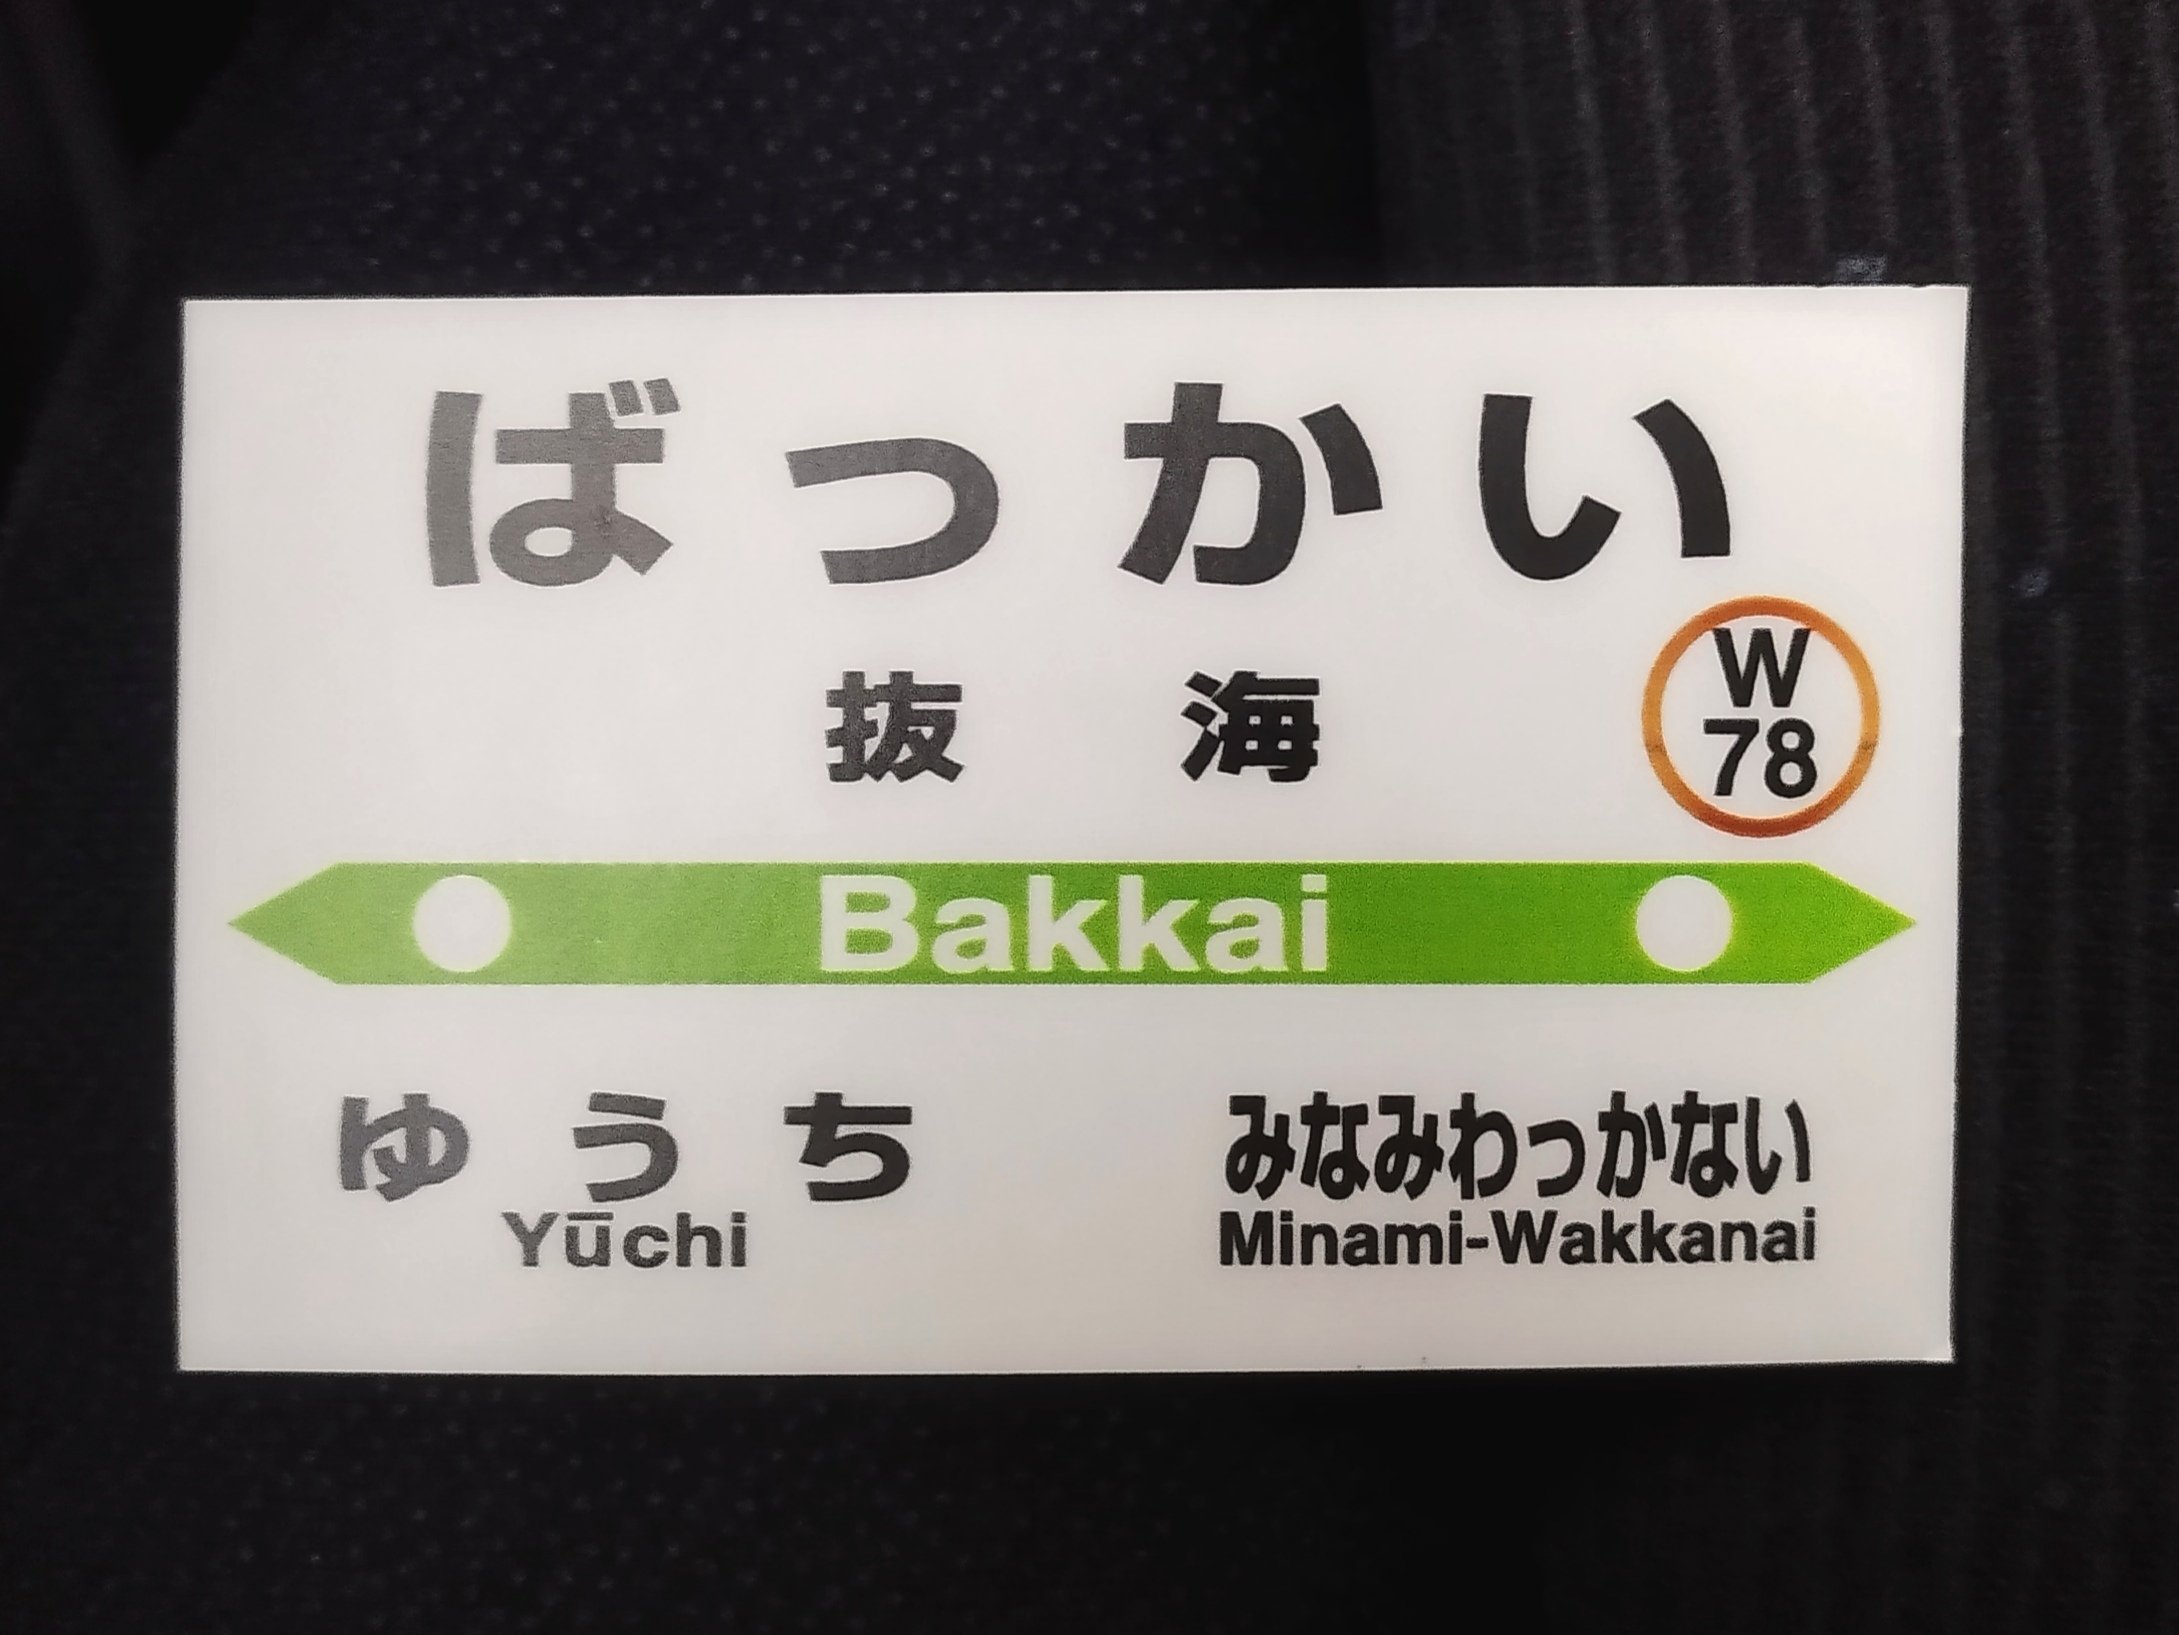 ばっかい
抜海
W
78
Bakkai
ゆうち
Yūchi
みなみわっかない
Minami-Wakkanai